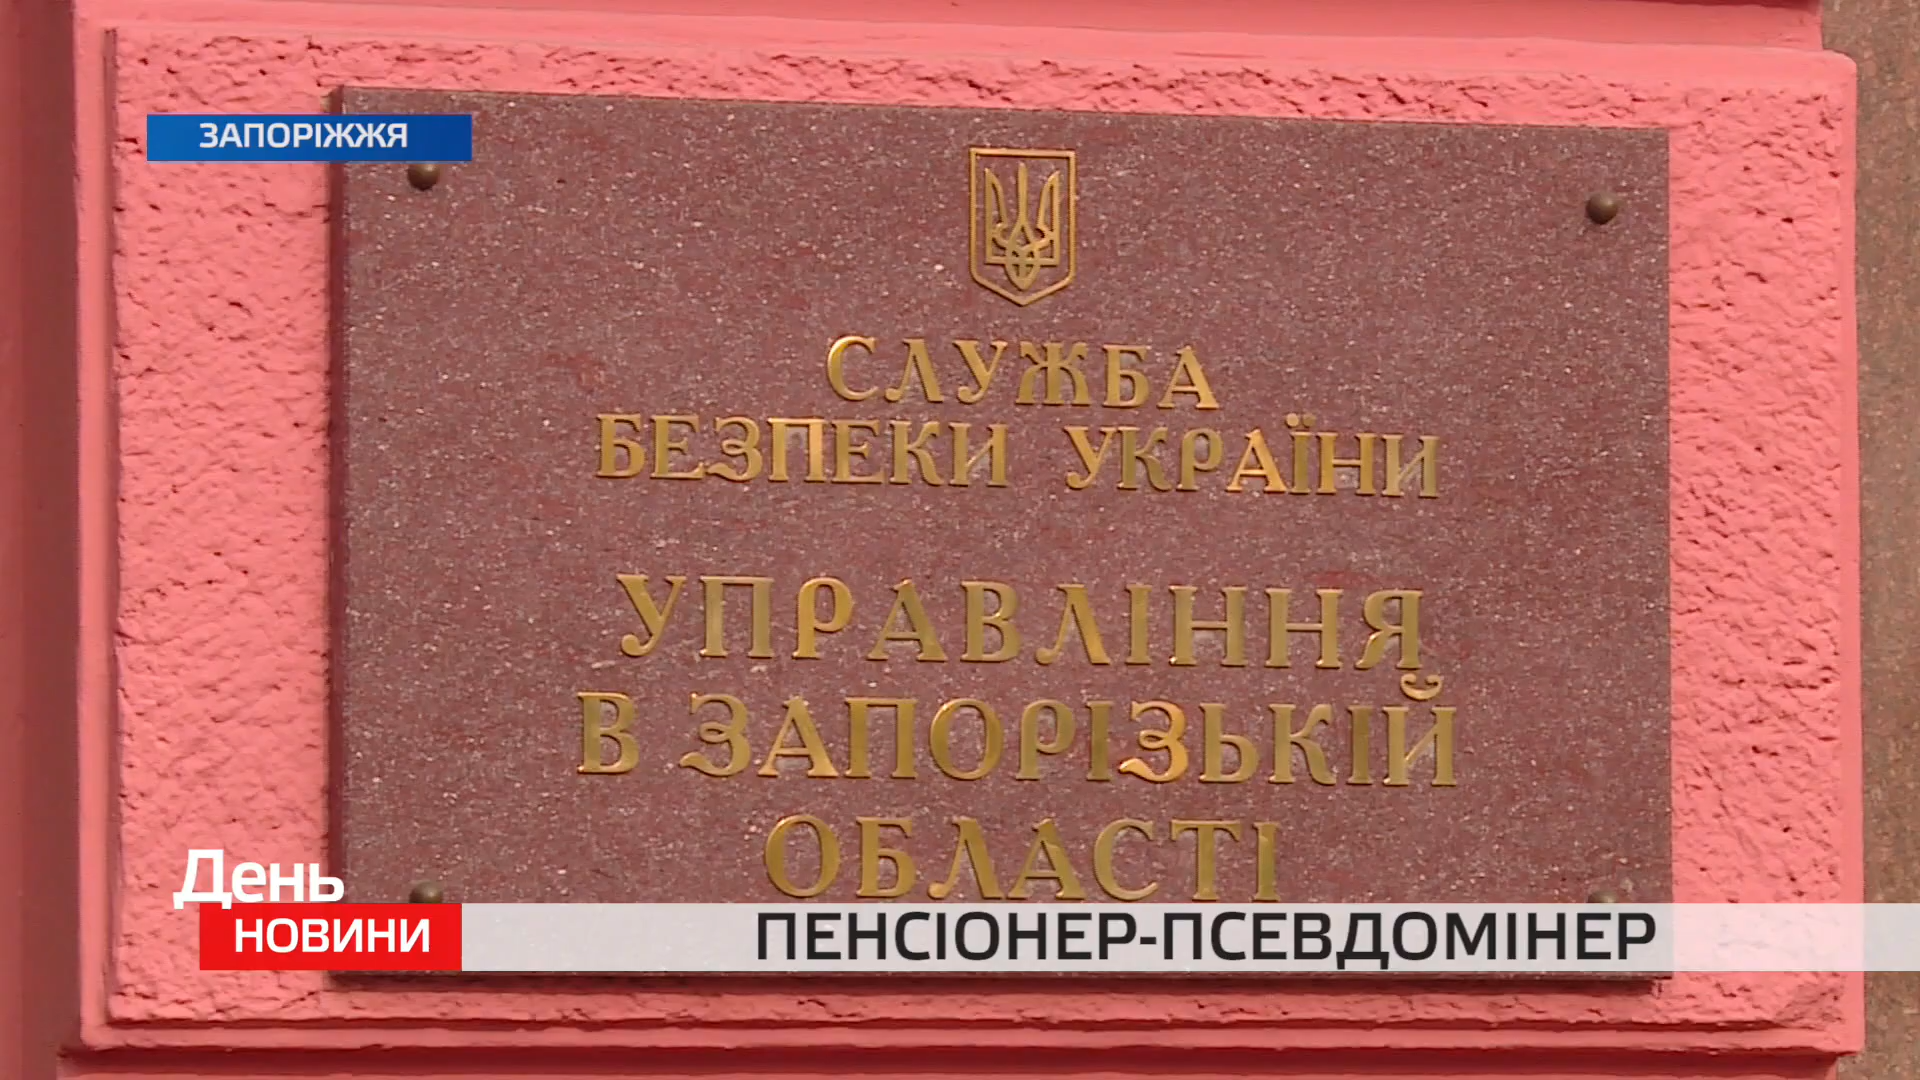 ЗАПОРІЖЖЯ
СЛУЖБА
БЕЗПЕКИ УКРАЇНИ
УПРАВЛІННЯ
В ЗАПОРІЗЬКІЙ
ОБЛАСТІ
День
НОВИНИ
ПЕНСІОНЕР-ПСЕВДОМІНЕР